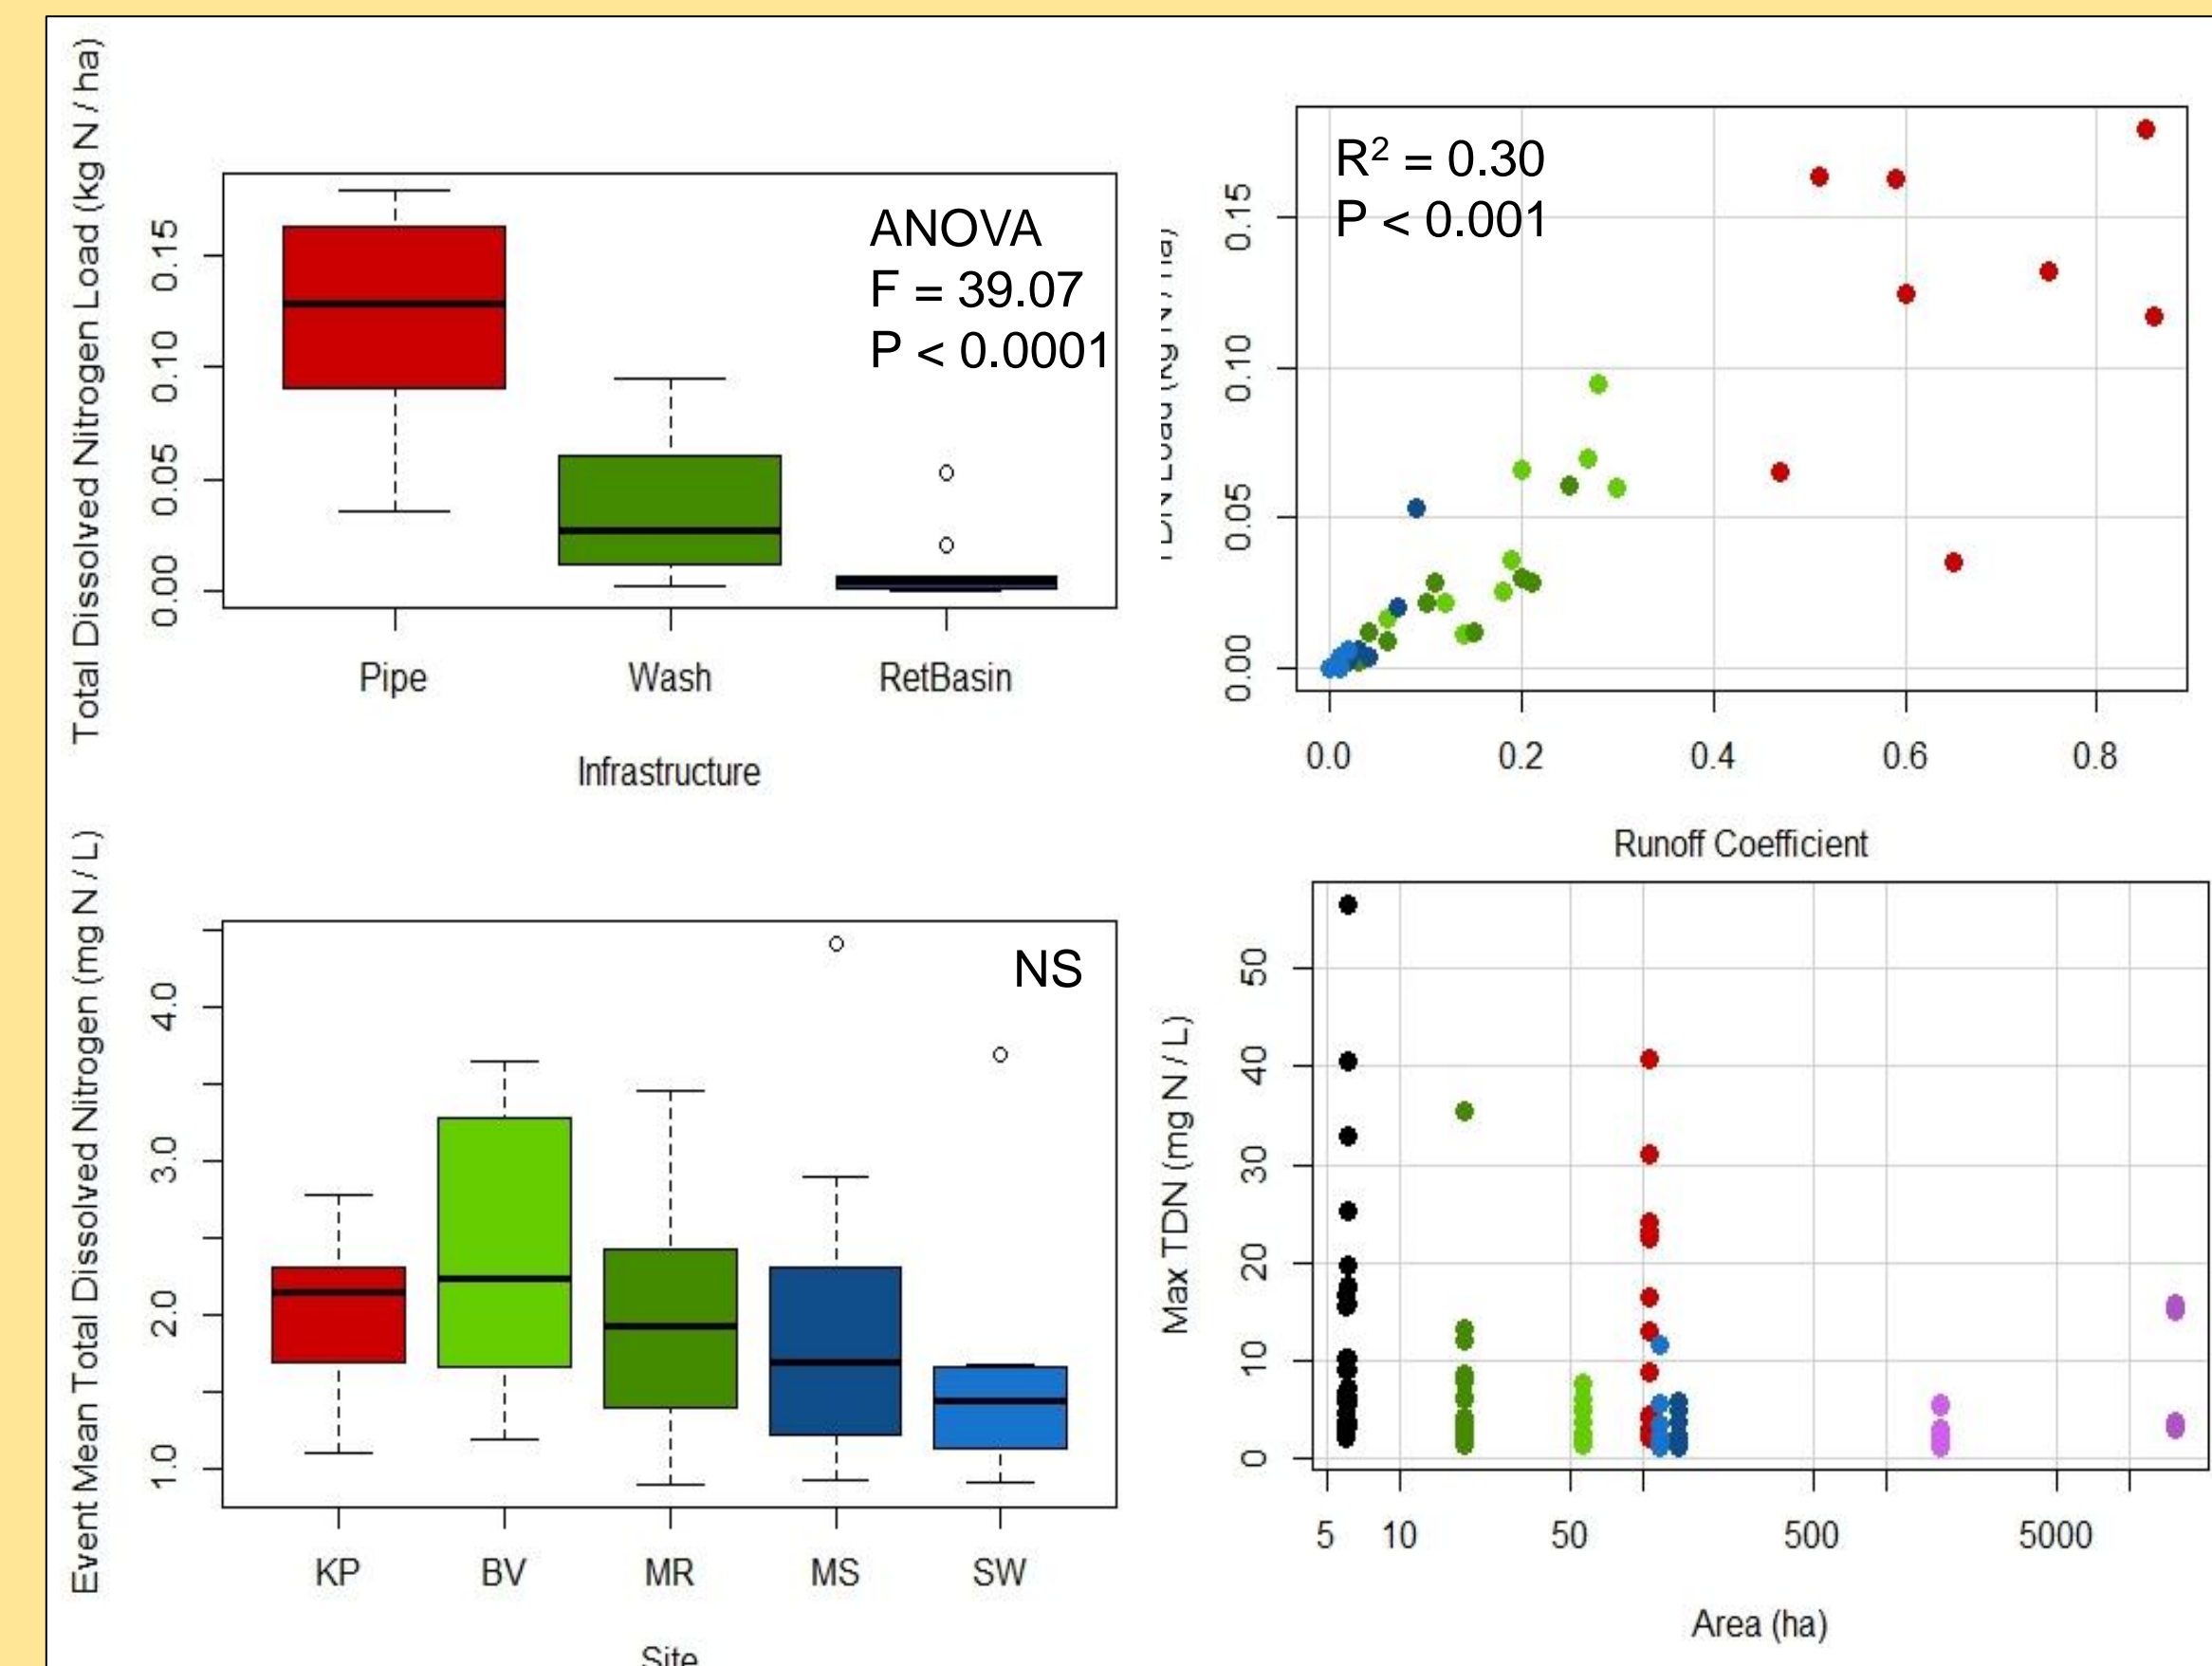 Total Dissolved Nitrogen Load (kg N / ha)
0.15
0.10
0.05
0.00
ANOVA
F = 39.07
P < 0.0001
Pipe Wash RetBasin
Infrastructure
0.15
0.10
0.05
0.00
R² = 0.30
P < 0.001
0.0 0.2 0.4 0.6 0.8
Runoff Coefficient
Event Mean Total Dissolved Nitrogen (mg N / L)
4.0
3.0
2.0
1.0
NS
KP BV MR MS SW
Site
Max TDN (mg N / L)
50
40
30
20
10
0
5 10 50 500 5000
Area (ha)